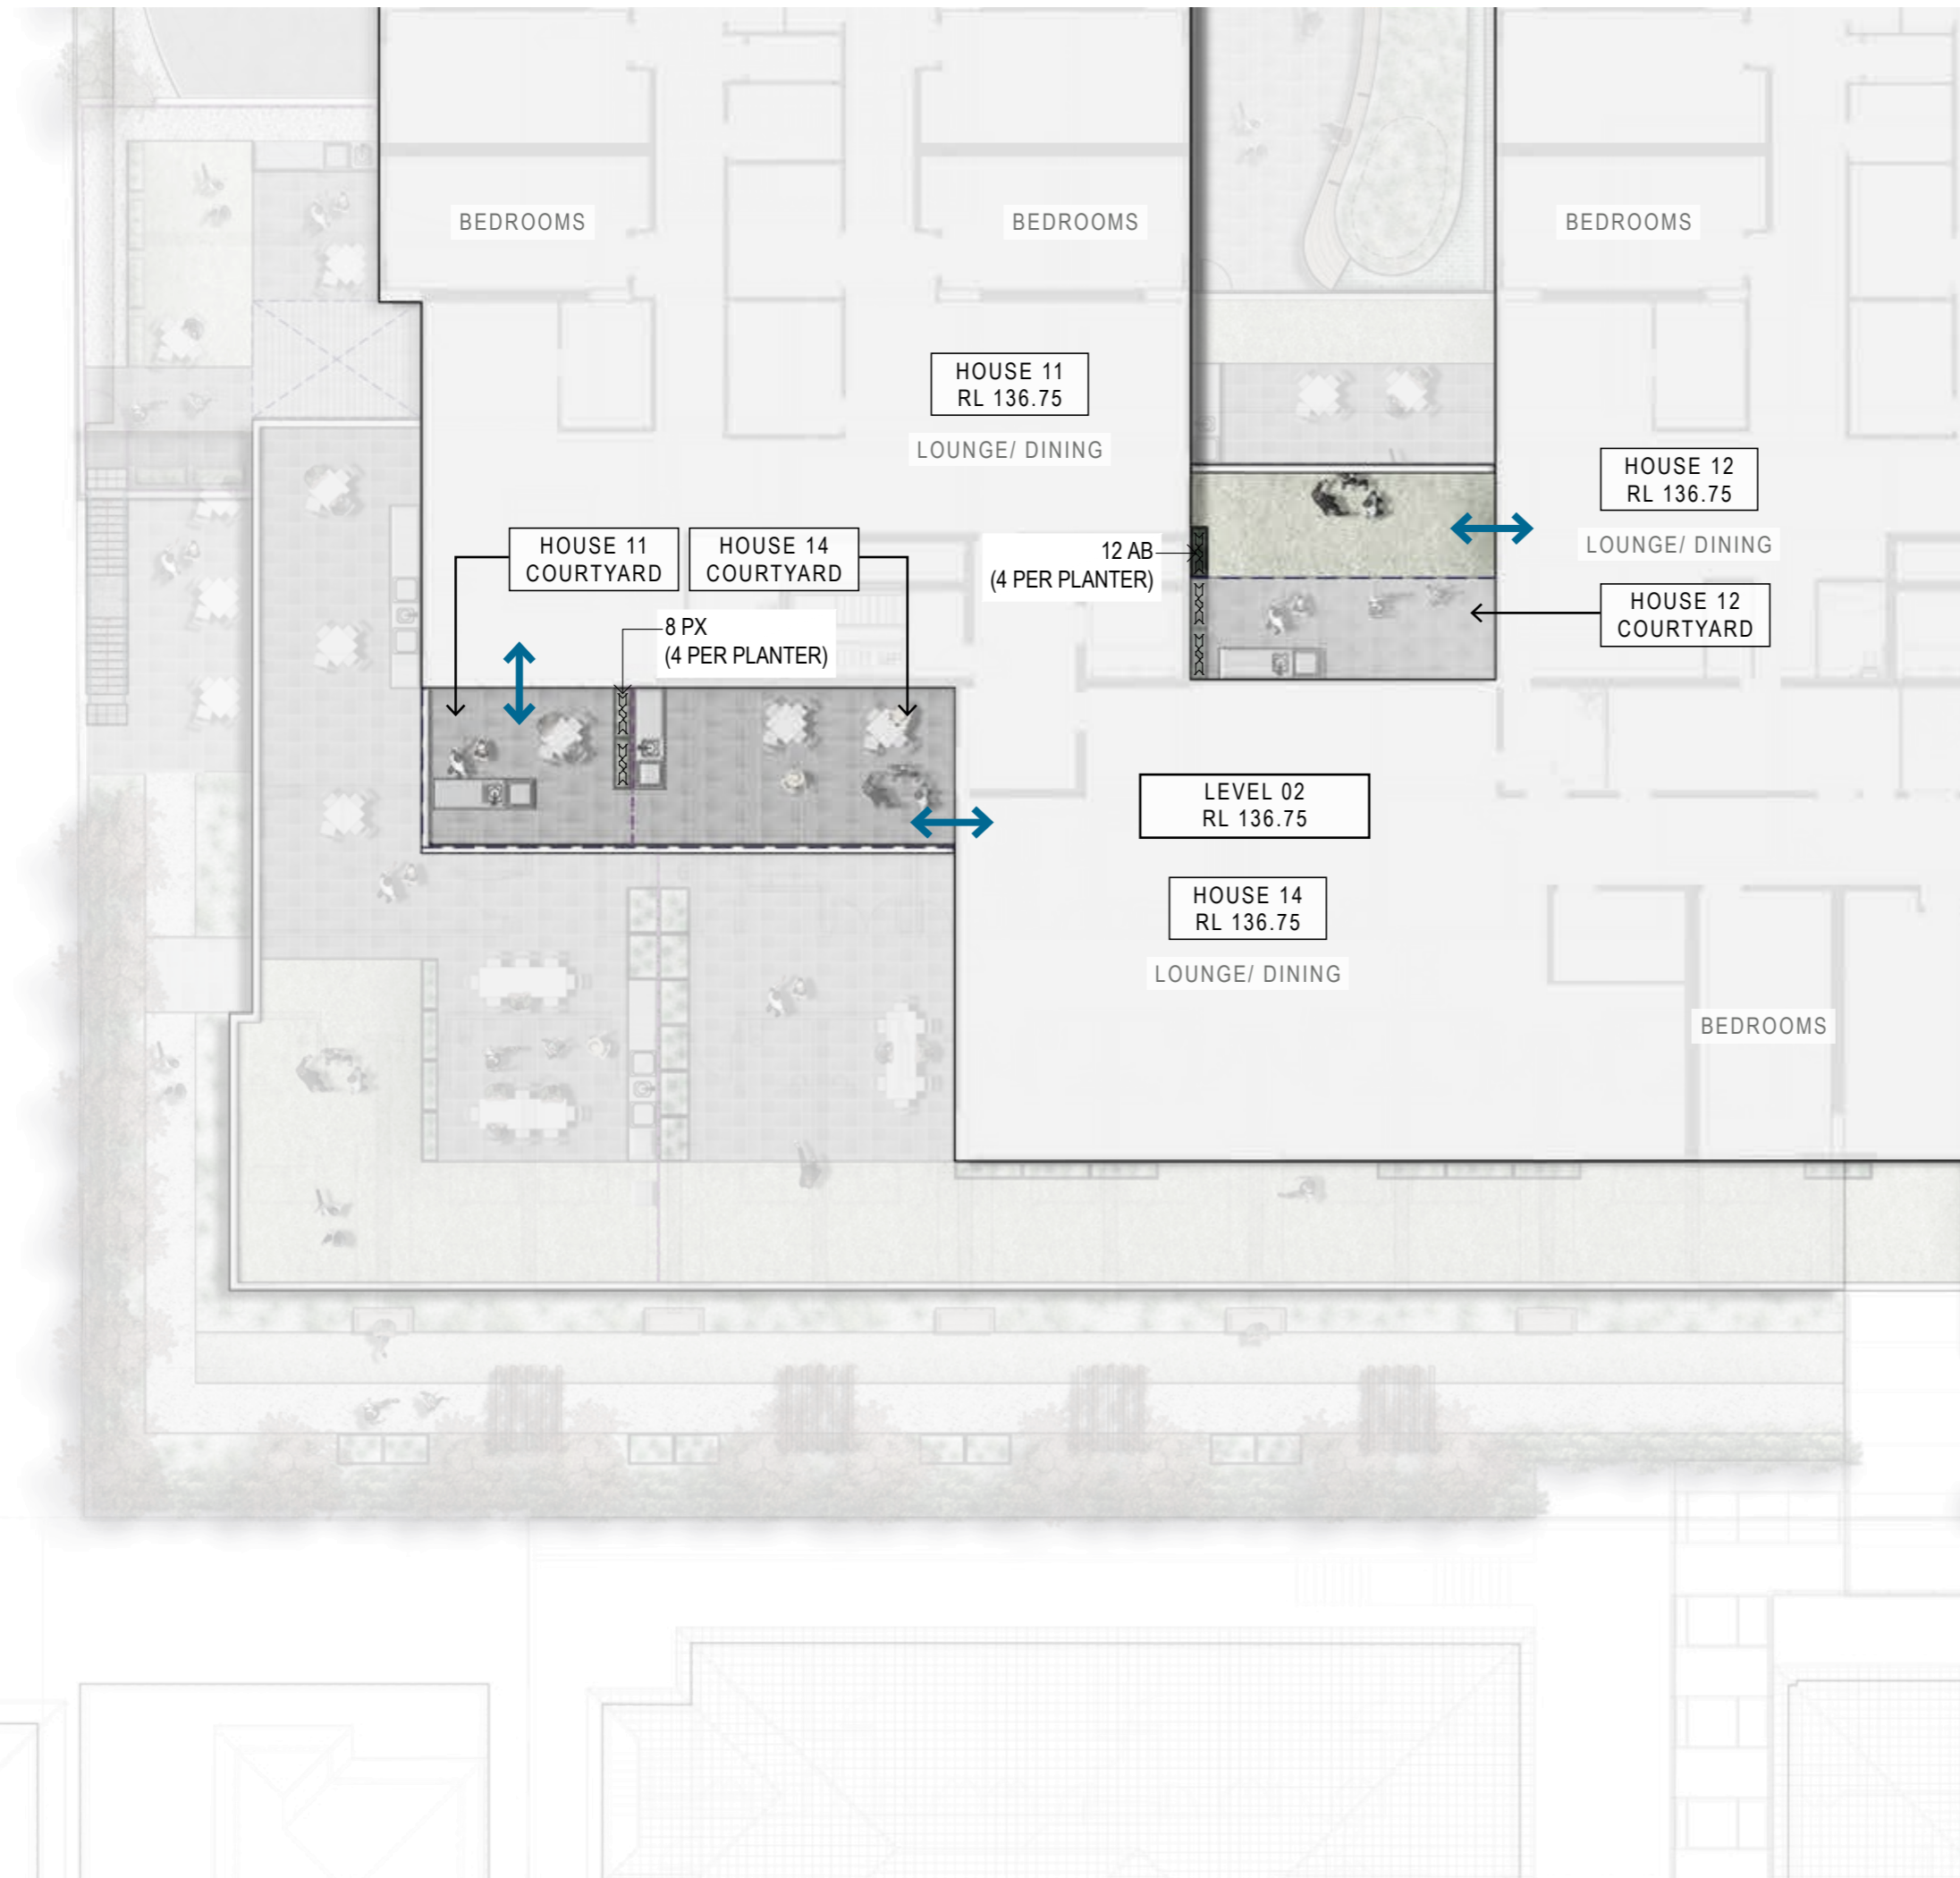 BEDROOMS
BEDROOMS
BEDROOMS
HOUSE 11
RL 136.75
LOUNGE/ DINING
HOUSE 12
RL 136.75
LOUNGE/ DINING
HOUSE 11
COURTYARD
HOUSE 14
COURTYARD
12 AB
(4 PER PLANTER)
HOUSE 12
COURTYARD
8 PX
(4 PER PLANTER)
LEVEL 02
RL 136.75
HOUSE 14
RL 136.75
LOUNGE/ DINING
BEDROOMS